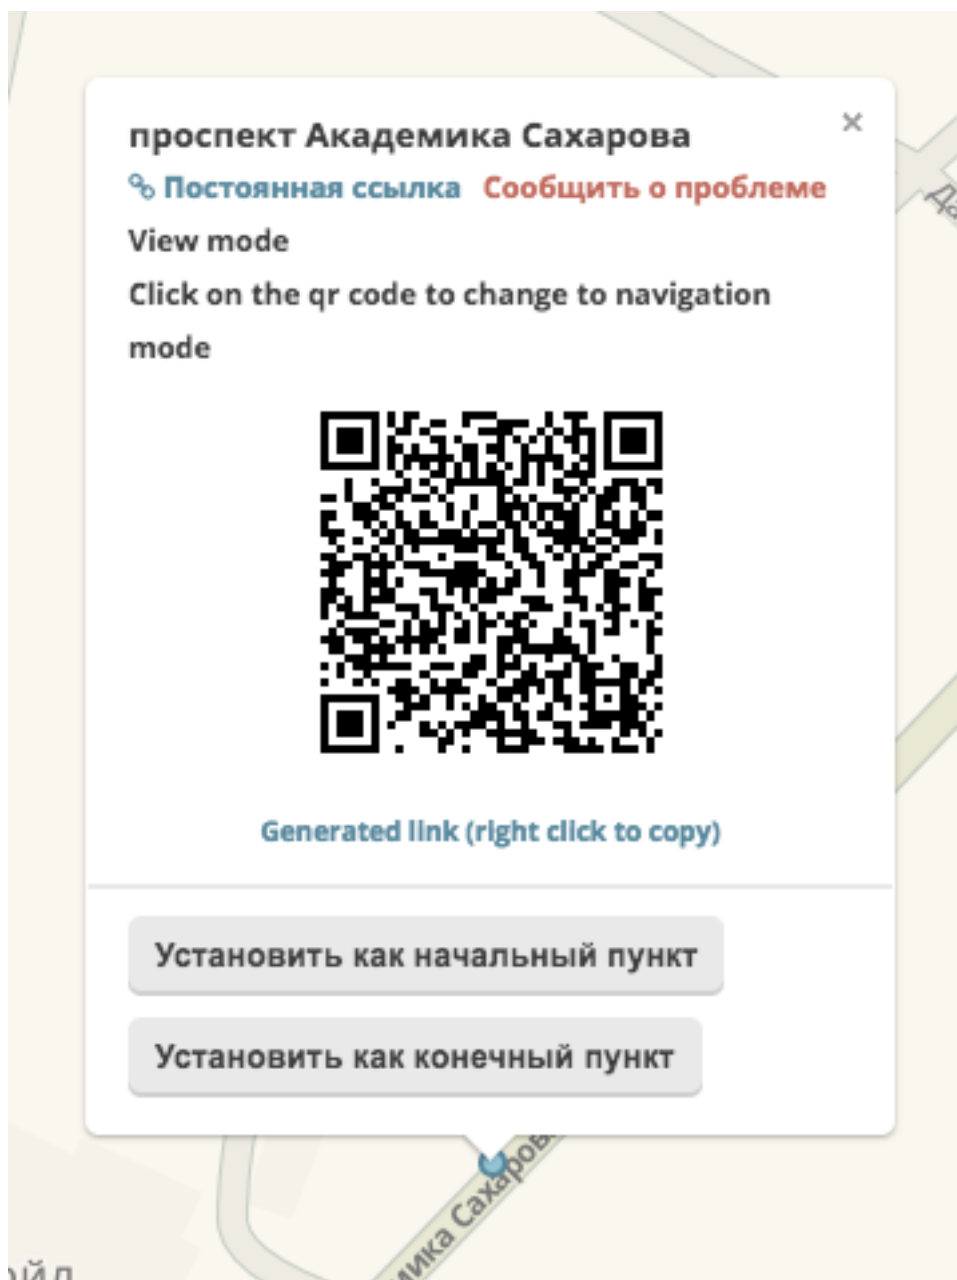 проспект Академика Сахарова
Постоянная ссылка Сообщить о проблеме
View mode
Click on the qr code to change to navigation
mode
Generated link (right click to copy)
Установить как начальный пункт
Установить как конечный пункт